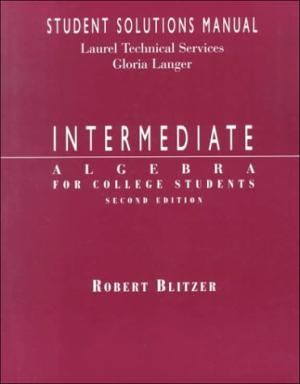 STUDENT SOLUTIONS MANUAL
Laurel Technical Services
Gloria Langer
INTERMEDIATE
ALGEBRA
FOR COLLEGE STUDENTS
SECOND EDITION
ROBERT BLITZER